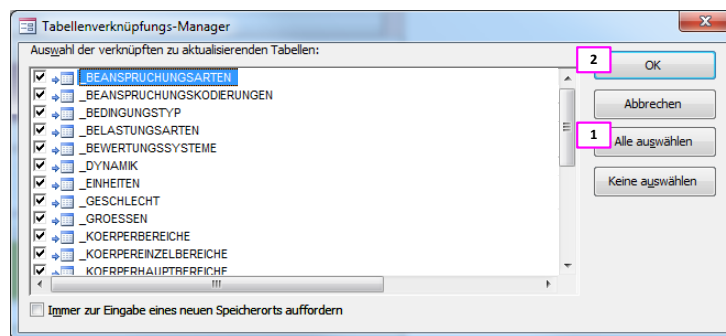 Tabellenverknüpfungs-Manager
Auswahl der verknüpften zu aktualisierenden Tabellen:
_BEANSPRUCHUNGSARTEN
_BEANSPRUCHUNGSKODIERUNGEN
_BEDINGUNGSTYP
_BELASTUNGSARTEN
_BEWERTUNGSSYSTEME
_DYNAMIK
_EINHEITEN
_GESCHLECHT
_GROESSEN
_KOERPERBEREICHE
_KOERPEREINZELBEREICHE
_KOERPERHAUPTBEREICHE
2
OK
Abbrechen
1
Alle auswählen
Keine auswählen
Immer zur Eingabe eines neuen Speicherorts auffordern